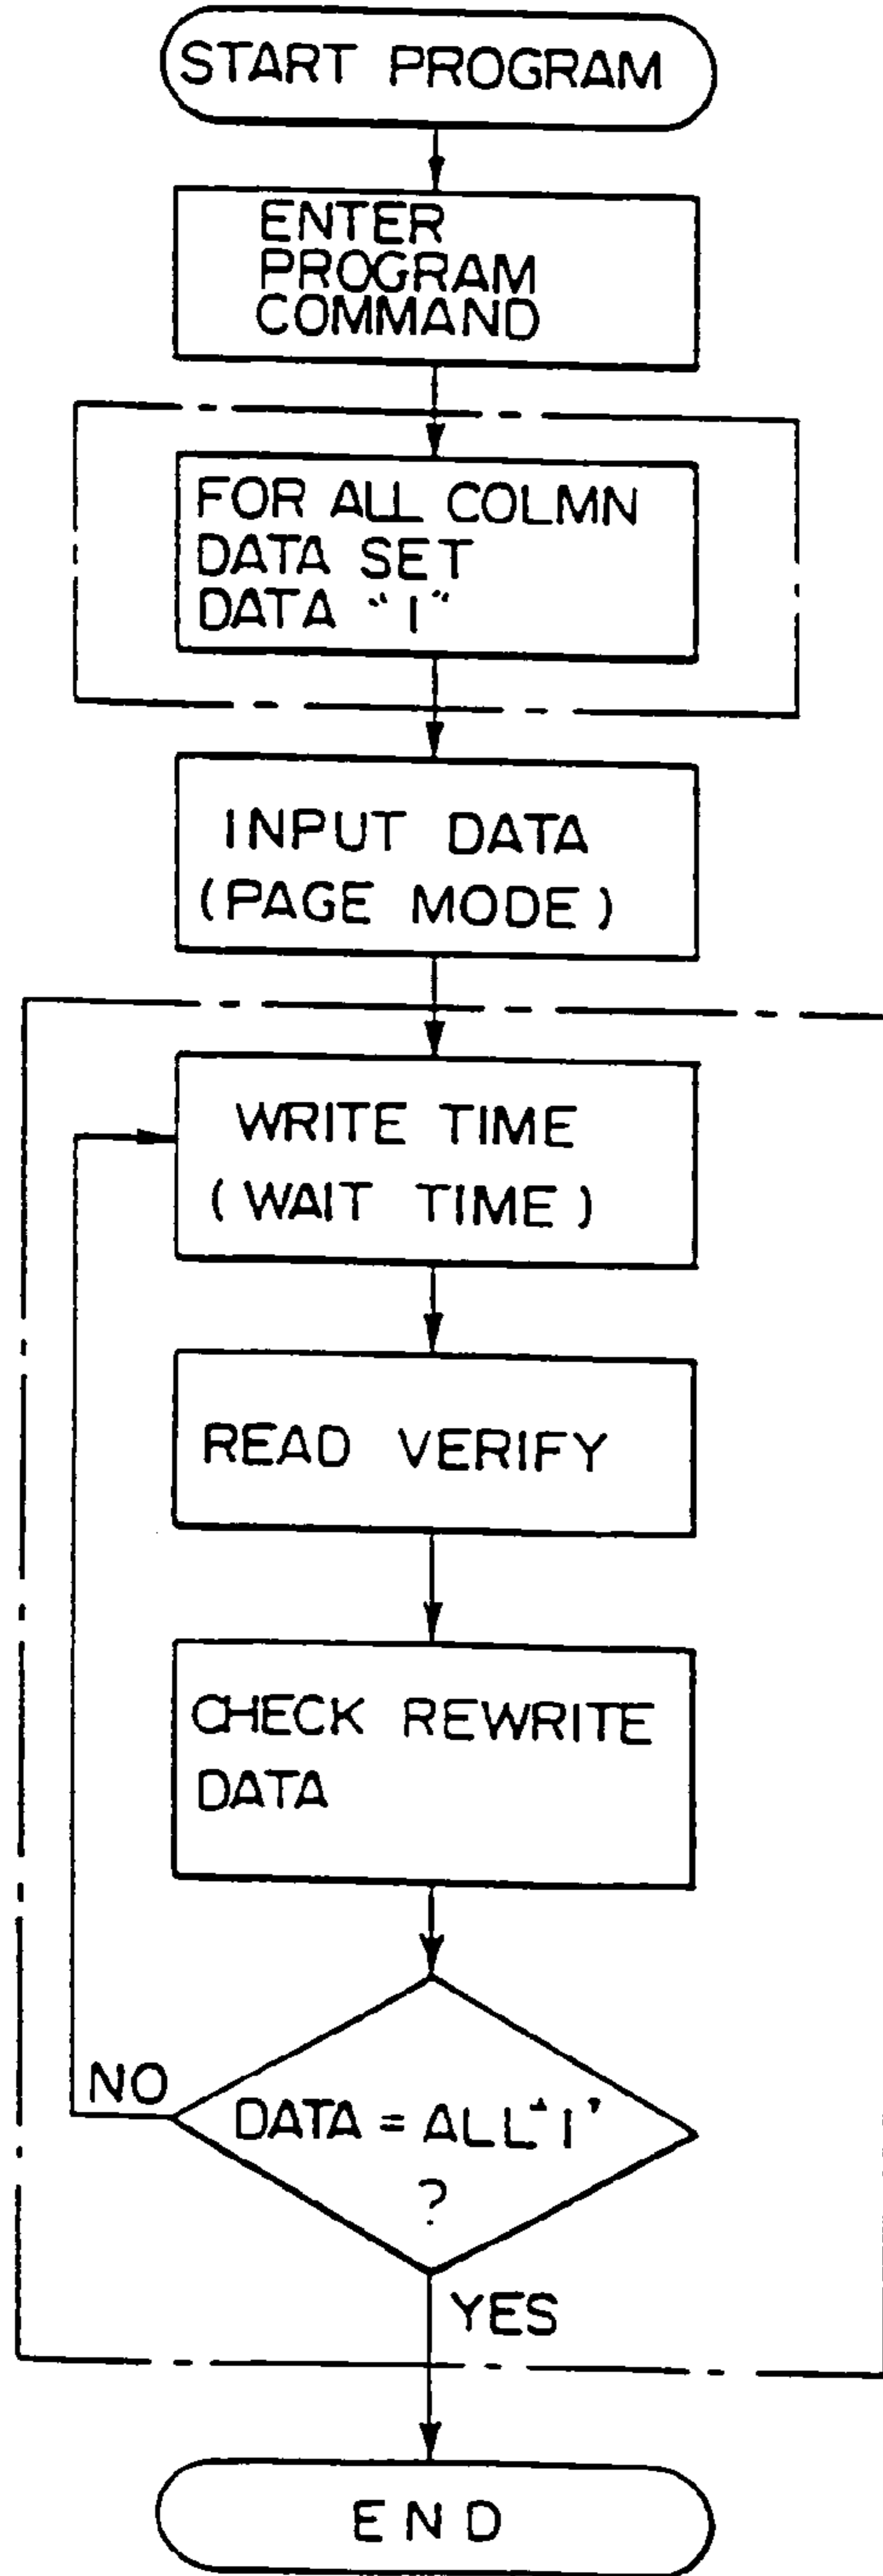 START PROGRAM
ENTER
PROGRAM
COMMAND
FOR ALL COLMN
DATA SET
DATA "1"
INPUT DATA
(PAGE MODE)
WRITE TIME
(WAIT TIME)
READ VERIFY
CHECK REWRITE
DATA
NO
DATA = ALL "1"
?
YES
END